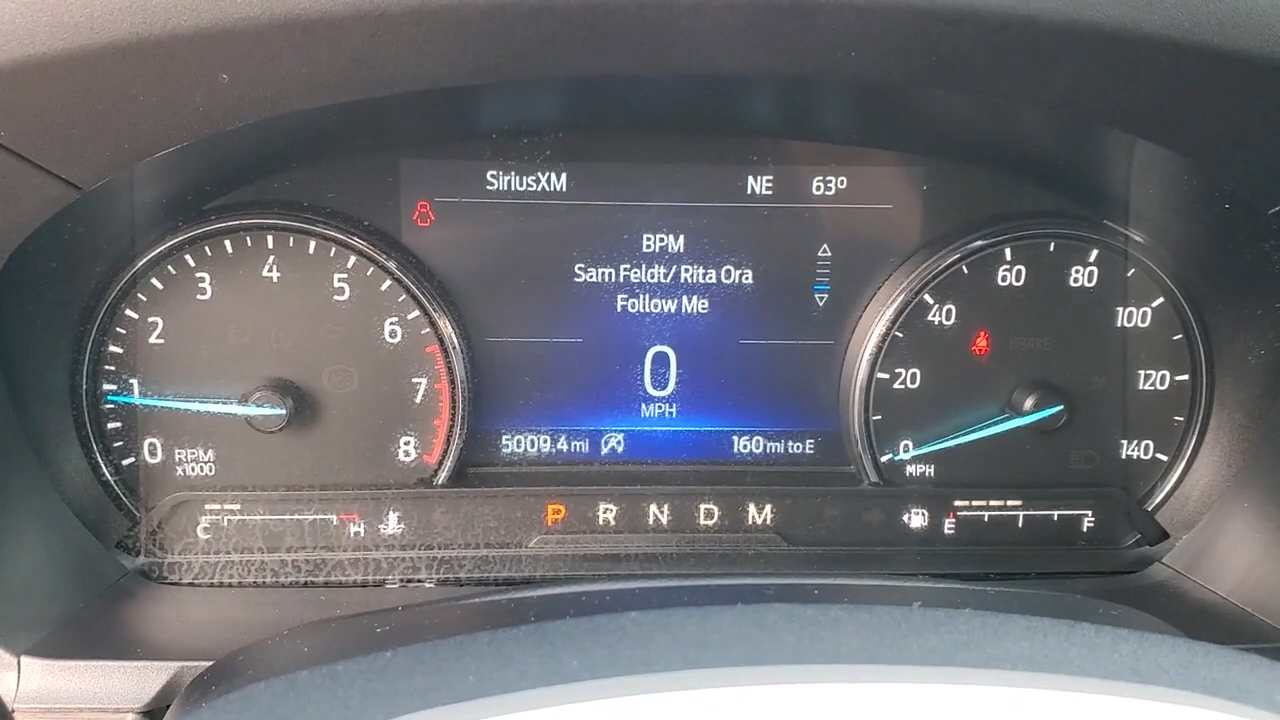 SiriusXM NE 63º
BPM
Sam Feldt/ Rita Ora
Follow Me
0
MPH
5009.4 mi 160 mi to E
0 1 2 3 4 5 6 7 8
RPM
x1000
0 20 40 60 80 100 120 140
MPH
BRAKE
C H
P R N D M
E F